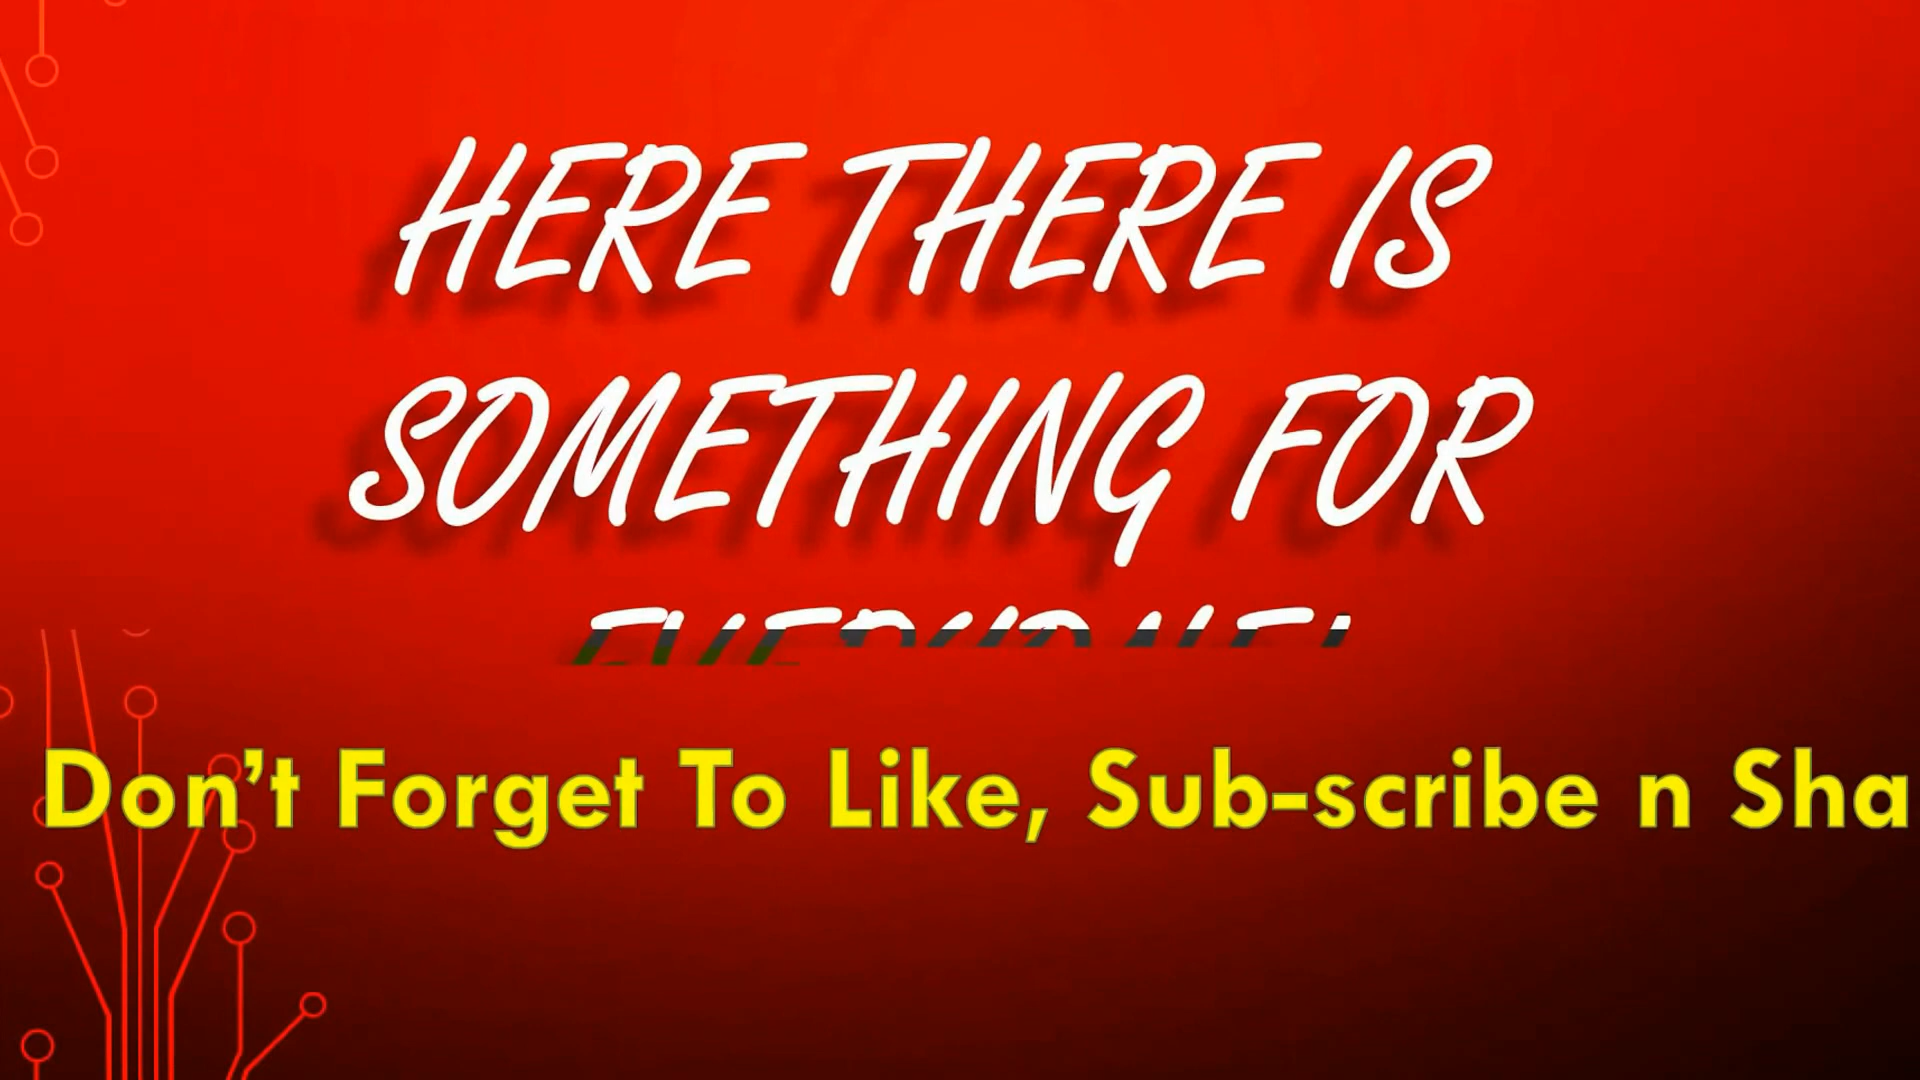 HERE THERE IS
SOMETHING FOR
Don't Forget To Like, Sub-scribe n Sha